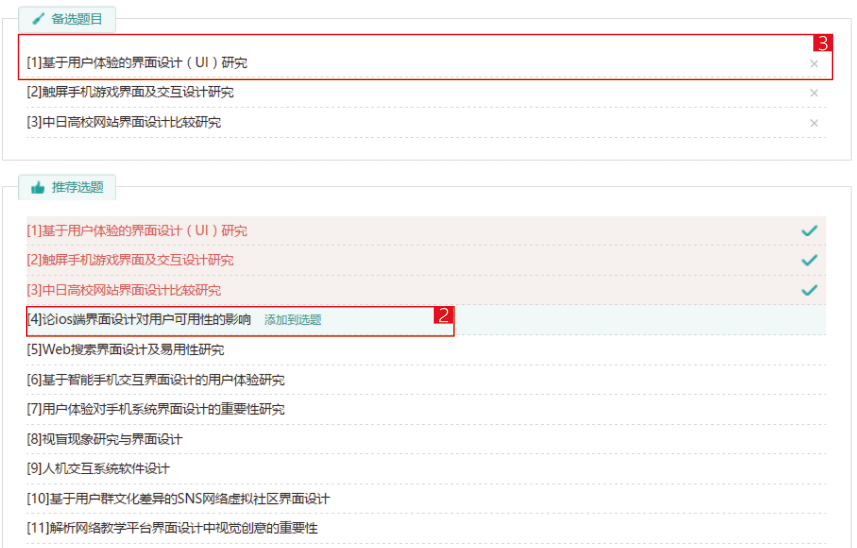 备选题目
3
[1]基于用户体验的界面设计（UI）研究
[2]触屏手机游戏界面及交互设计研究
[3]中日高校网站界面设计比较研究
推荐选题
[1]基于用户体验的界面设计（UI）研究
[2]触屏手机游戏界面及交互设计研究
[3]中日高校网站界面设计比较研究
[4]论ios端界面设计对用户可用性的影响 添加到选题 2
[5]Web搜索界面设计及易用性研究
[6]基于智能手机交互界面设计的用户体验研究
[7]用户体验对手机系统界面设计的重要性研究
[8]视盲现象研究与界面设计
[9]人机交互系统软件设计
[10]基于用户群文化差异的SNS网络虚拟社区界面设计
[11]解析网络教学平台界面设计中视觉创意的重要性